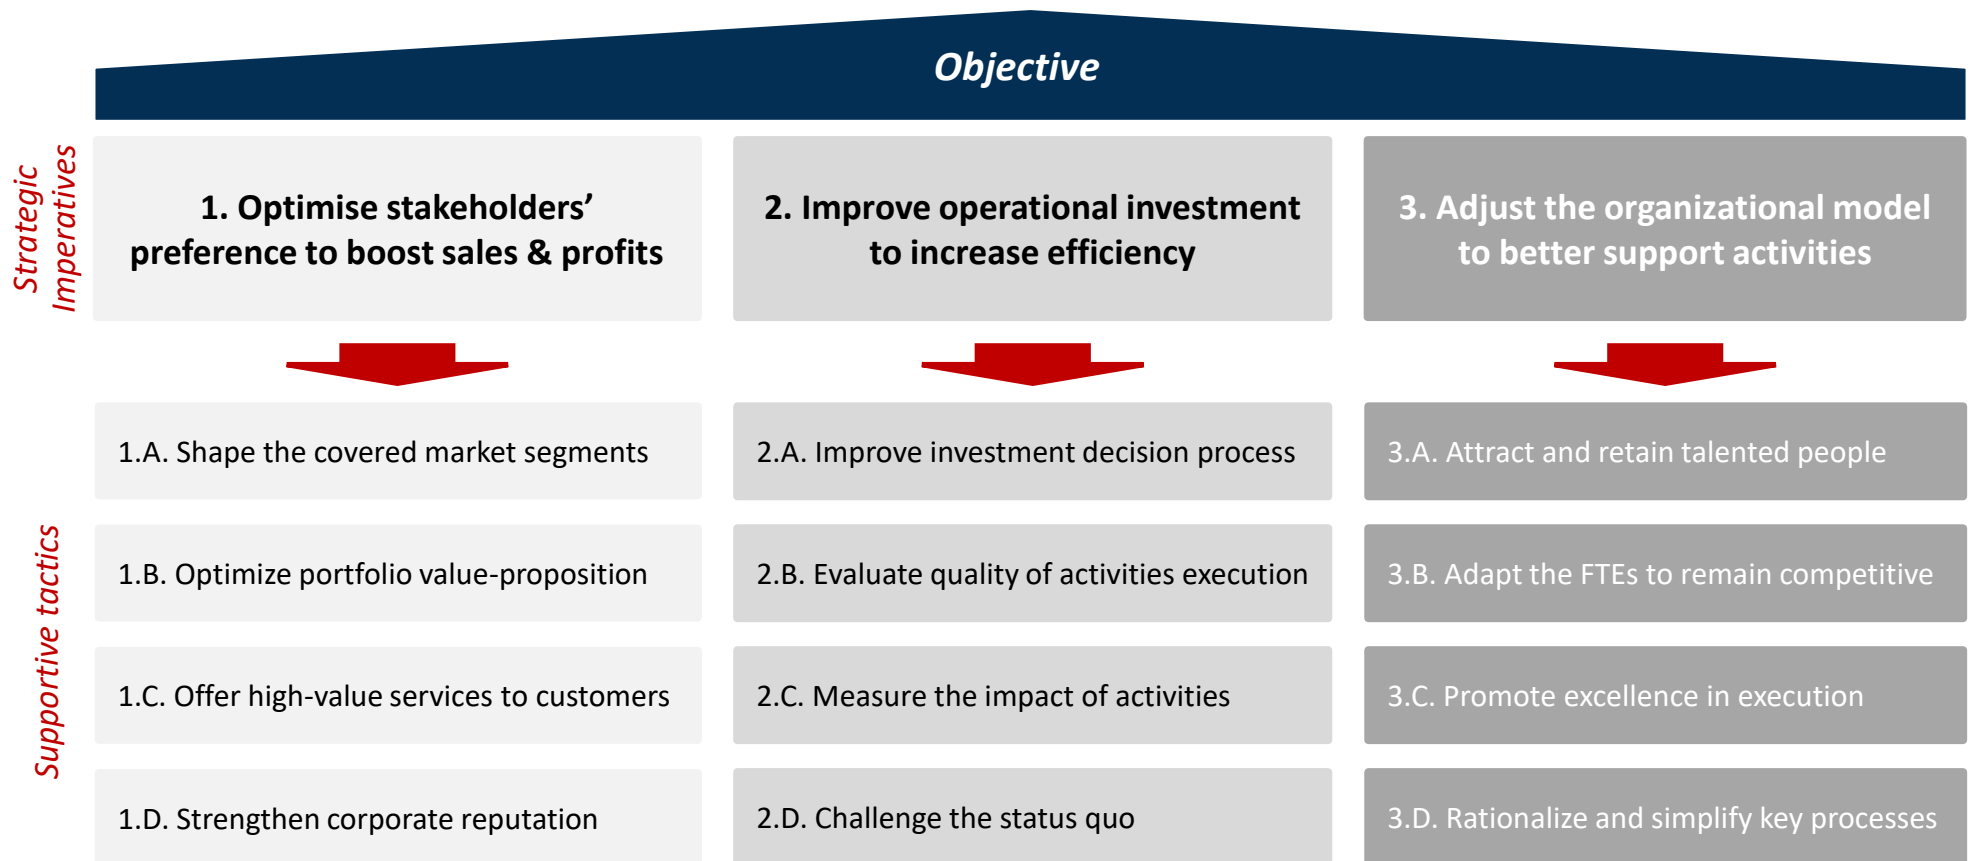 Objective
Strategic
Imperatives
1. Optimise stakeholders’
preference to boost sales & profits
2. Improve operational investment
to increase efficiency
3. Adjust the organizational model
to better support activities
Supportive tactics
1.A. Shape the covered market segments
2.A. Improve investment decision process
3.A. Attract and retain talented people
1.B. Optimize portfolio value-proposition
2.B. Evaluate quality of activities execution
3.B. Adapt the FTEs to remain competitive
1.C. Offer high-value services to customers
2.C. Measure the impact of activities
3.C. Promote excellence in execution
1.D. Strengthen corporate reputation
2.D. Challenge the status quo
3.D. Rationalize and simplify key processes